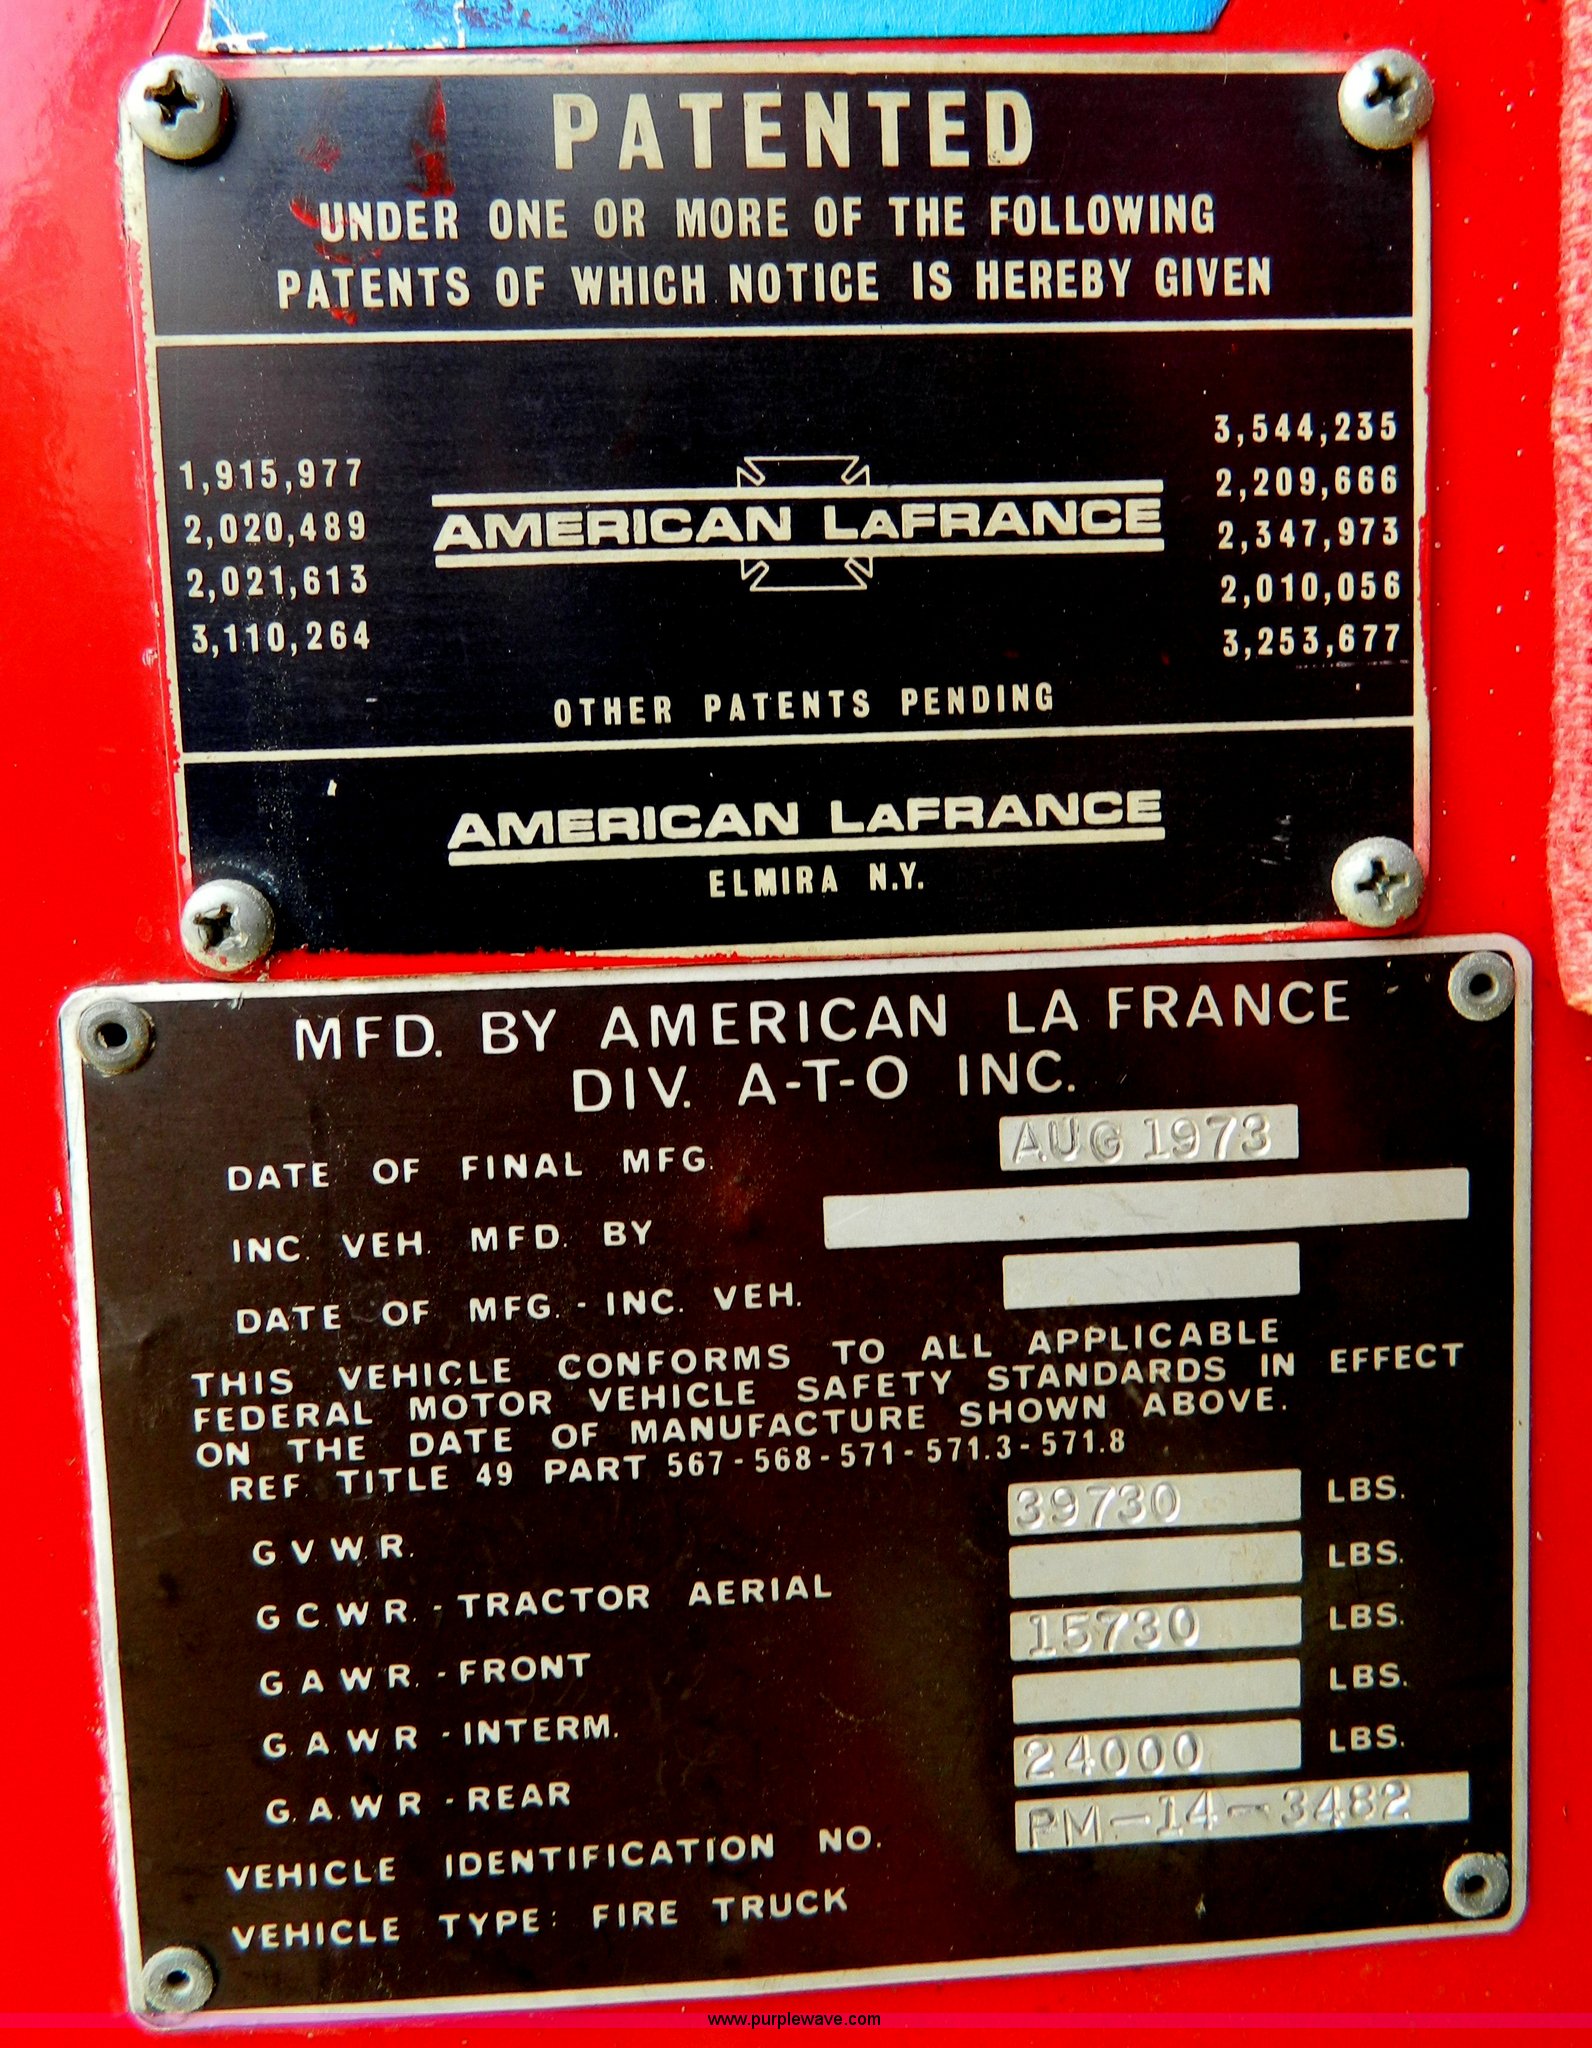 PATENTED
UNDER ONE OR MORE OF THE FOLLOWING
PATENTS OF WHICH NOTICE IS HEREBY GIVEN
1,915,977
2,020,489
2,021,613
3,110,264
AMERICAN LAFRANCE
3,544,235
2,209,666
2,347,973
2,010,056
3,253,677
OTHER PATENTS PENDING
AMERICAN LAFRANCE
ELMIRA N.Y.
MFD. BY AMERICAN LA FRANCE
DIV. A-T-O INC.
DATE OF FINAL MFG. AUG 1973
INC. VEH. MFD. BY
DATE OF MFG. - INC. VEH.
THIS VEHICLE CONFORMS TO ALL APPLICABLE
FEDERAL MOTOR VEHICLE SAFETY STANDARDS IN EFFECT
ON THE DATE OF MANUFACTURE SHOWN ABOVE.
REF. TITLE 49 PART 567-568-571-571.3-571.8
G.V.W.R. 39730 LBS.
G.C.W.R. - TRACTOR AERIAL LBS.
G.A.W.R. - FRONT 15730 LBS.
G.A.W.R. - INTERM. LBS.
G.A.W.R. - REAR 24000 LBS.
VEHICLE IDENTIFICATION NO. PM-14-3482
VEHICLE TYPE: FIRE TRUCK
www.purplewave.com